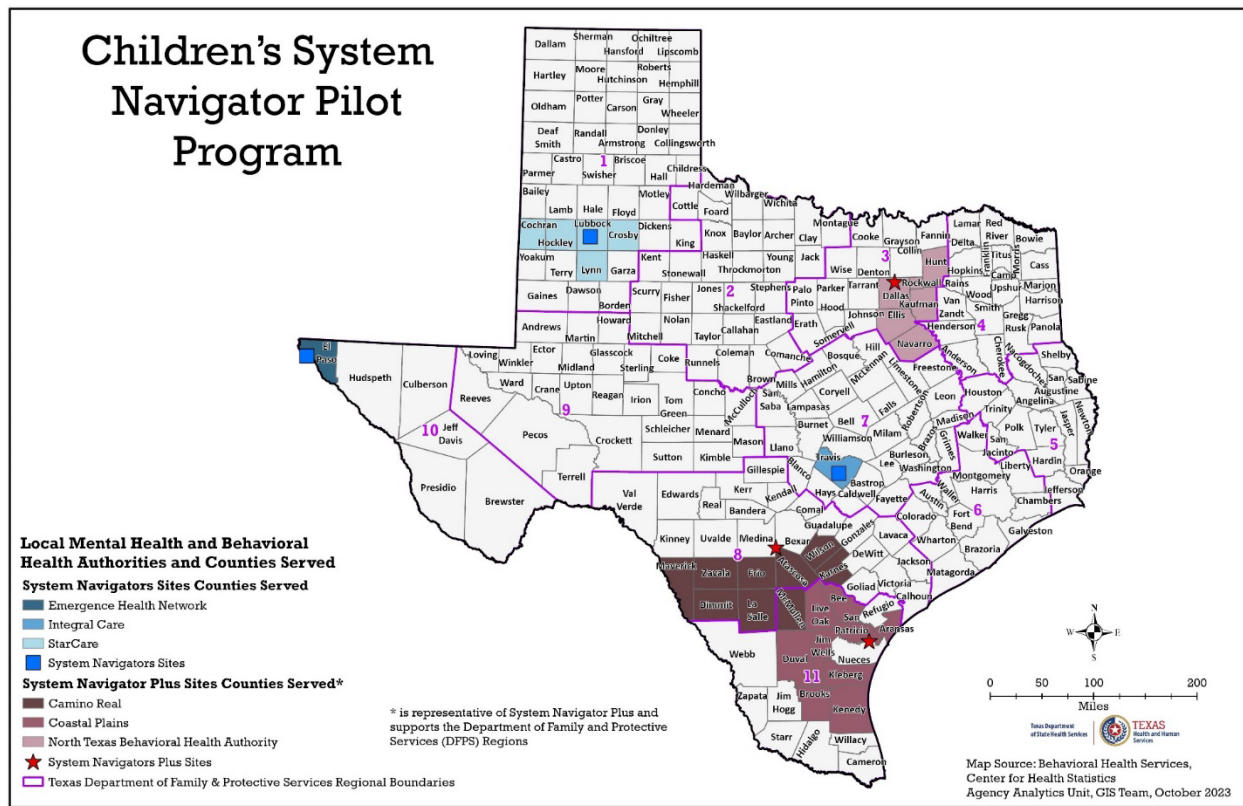 Children's System
Navigator Pilot
Program
Dallam
Sherman
Hansford
Ochiltree
Lipscomb
Hartley
Moore
Hutchinson
Roberts
Hemphill
Oldham
Potter
Carson
Gray
Wheeler
Deaf
Smith
Randall
Armstrong
Donley
Collingsworth
1
Parmer
Castro
Swisher
Briscoe
Hall
Childress
Bailey
Lamb
Hale
Floyd
Motley
Cottle
Hardeman
Foard
Wilbarger
Wichita
Cochran
Hockley
Lubbock
Crosby
Dickens
King
Knox
Baylor
Archer
Clay
Montague
Cooke
Grayson
Fannin
Lamar
Red
River
Bowie
Delta
Franklin
Titus
Morris
Camp
Cass
Yoakum
Terry
Lynn
Garza
Kent
Stonewall
Haskell
Throckmorton
Young
Jack
Wise
Denton
3
Collin
Hunt
Hopkins
Rockwall
Rains
Wood
Upshur
Marion
Harrison
Gaines
Dawson
Borden
Scurry
Fisher
Jones
2
Shackelford
Stephens
Palo
Pinto
Parker
Tarrant
Dallas
Kaufman
Van
Zandt
Smith
Gregg
Rusk
Panola
Andrews
Martin
Howard
Mitchell
Nolan
Taylor
Callahan
Eastland
Erath
Hood
Somervell
Johnson
Ellis
Navarro
Henderson
4
Cherokee
Anderson
Nacogdoches
Shelby
El
Paso
Hudspeth
Culberson
Loving
Winkler
Ector
Midland
Glasscock
Sterling
Coke
Runnels
Coleman
Brown
Comanche
Mills
Hamilton
Bosque
Hill
McLennan
Limestone
Freestone
Reeves
Ward
Crane
Upton
Reagan
Irion
Tom
Green
Concho
McCulloch
San
Saba
Lampasas
Coryell
Bell
Falls
Robertson
Leon
Houston
Trinity
Angelina
San
Augustine
Sabine
9
7
10
Jeff
Davis
Pecos
Crockett
Schleicher
Menard
Mason
Llano
Burnet
Williamson
Milam
Brazos
Madison
Grimes
Walker
San
Jacinto
Polk
Tyler
5
Jasper
Newton
Hardin
Orange
Terrell
Sutton
Kimble
Gillespie
Blanco
Travis
Bastrop
Lee
Burleson
Washington
Montgomery
Liberty
Jefferson
Chambers
Presidio
Brewster
Val
Verde
Edwards
Real
Kerr
Bandera
Kendall
Comal
Hays
Caldwell
Fayette
Austin
Waller
Harris
6
Fort
Bend
Galveston
Kinney
Uvalde
Medina
8
Bexar
Guadalupe
Gonzales
Lavaca
Colorado
Wharton
Brazoria
Matagorda
Maverick
Zavala
Frio
Atascosa
Wilson
Karnes
DeWitt
Jackson
Victoria
Calhoun
Goliad
Dimmit
La
Salle
McMullen
Live
Oak
Bee
Refugio
San
Patricio
Aransas
Webb
Duval
Jim
Wells
Nueces
Kleberg
11
Zapata
Jim
Hogg
Brooks
Kenedy
Starr
Hidalgo
Willacy
Cameron
Local Mental Health and Behavioral
Health Authorities and Counties Served
System Navigators Sites Counties Served
Emergence Health Network
Integral Care
StarCare
System Navigators Sites
System Navigator Plus Sites Counties Served*
Camino Real
Coastal Plains
North Texas Behavioral Health Authority
System Navigators Plus Sites
Texas Department of Family & Protective Services Regional Boundaries
* is representative of System Navigator Plus and
supports the Department of Family and Protective
Services (DFPS) Regions
N
W E
S
0 50 100 200
Miles
Texas Department
of State Health Services
TEXAS
Health and Human
Services
Map Source: Behavioral Health Services,
Center for Health Statistics
Agency Analytics Unit, GIS Team, October 2023